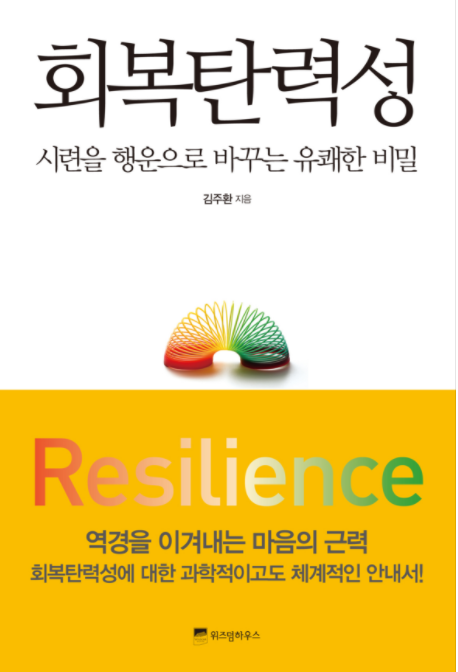 회복탄력성
시련을 행운으로 바꾸는 유쾌한 비밀
김주환 지음
Resilience
역경을 이겨내는 마음의 근력
회복탄력성에 대한 과학적이고도 체계적인 안내서!
위즈덤하우스